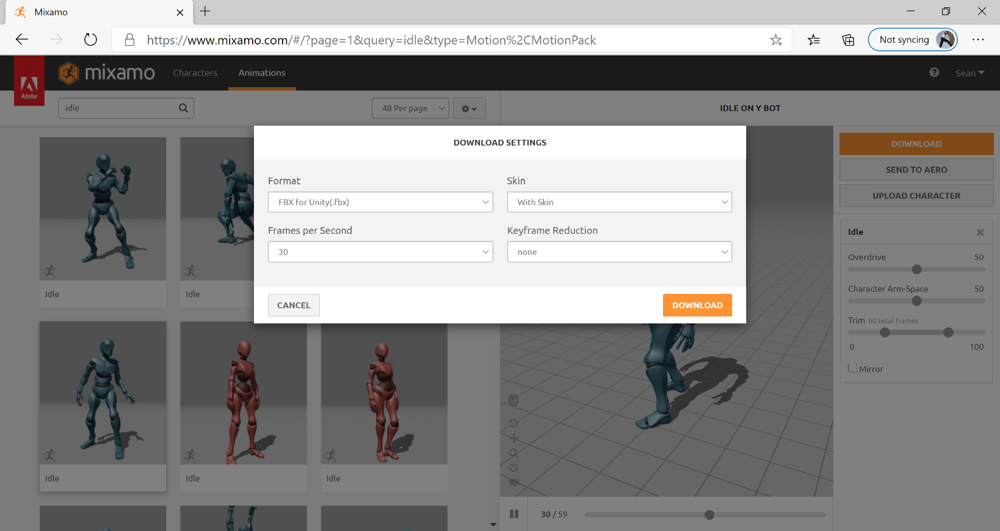 Mixamo
https://www.mixamo.com/#/?page=1&query=idle&type=Motion%2CMotionPack
Not syncing
Adobe
mixamo
Characters
Animations
Sean
idle
48 Per page
IDLE ON Y BOT
DOWNLOAD SETTINGS
Format
Skin
FBX for Unity(.fbx)
With Skin
Frames per Second
Keyframe Reduction
30
none
CANCEL
DOWNLOAD
DOWNLOAD
SEND TO AERO
UPLOAD CHARACTER
Idle
Overdrive 50
Character Arm-Space 50
Trim 60 total frames
0 100
Mirror
Idle
Idle
Idle
Idle
Idle
30 / 59